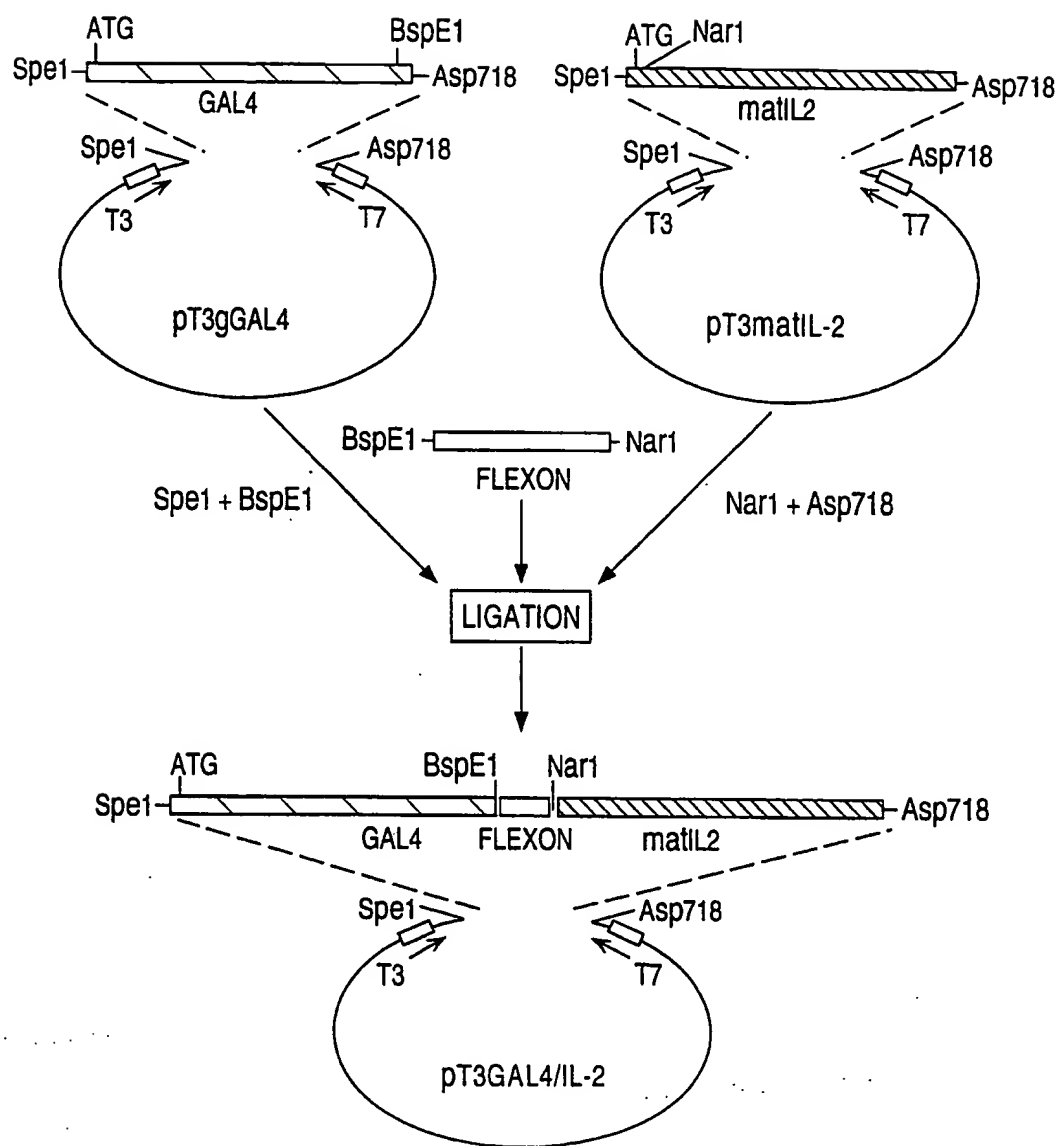 ATG
BspE1
Spe1
Asp718
GAL4
Spe1
Asp718
T3
T7
pT3gGAL4
ATG
Nar1
Spe1
Asp718
matIL2
Spe1
Asp718
T3
T7
pT3matIL-2
BspE1
Nar1
FLEXON
Spe1 + BspE1
Nar1 + Asp718
LIGATION
ATG
BspE1
Nar1
Spe1
Asp718
GAL4
FLEXON
matIL2
Spe1
Asp718
T3
T7
pT3GAL4/IL-2